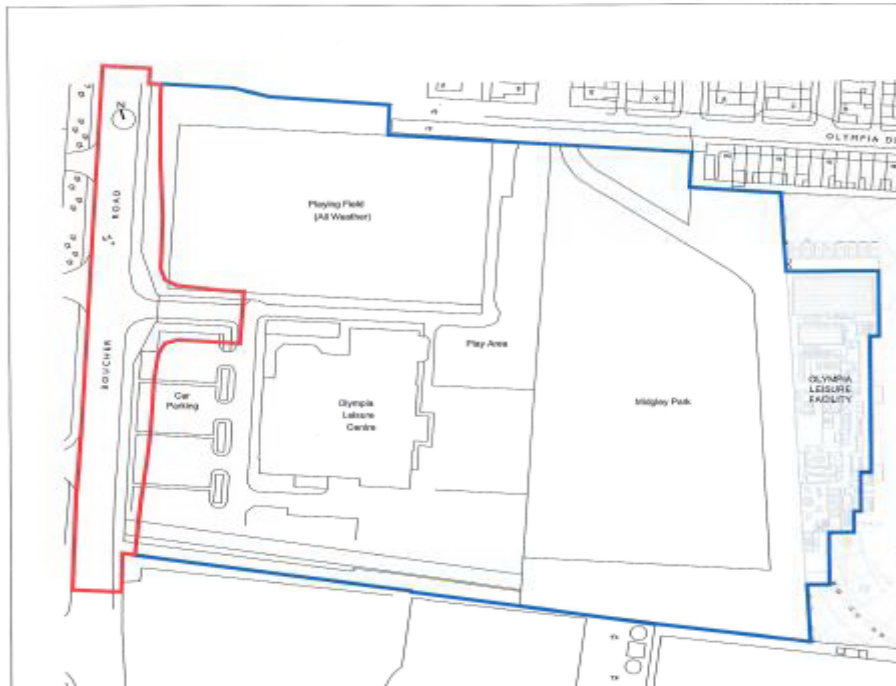 N
OLYMPIA
Playing Field
(All Weather)
ROAD
BOUCHER
Play Area
Car
Parking
Olympia
Leisure
Centre
Midgley Park
OLYMPIA
LEISURE
FACILITY